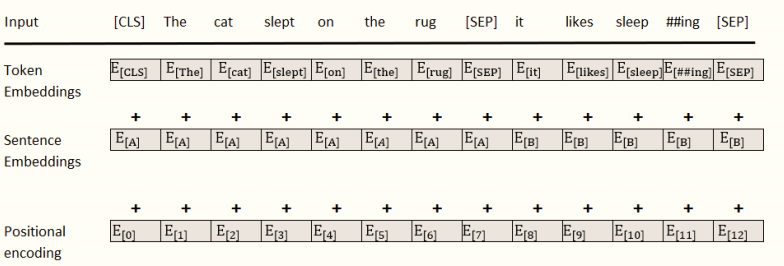 Input [CLS] The cat slept on the rug [SEP] it likes sleep ##ing [SEP]
Token Embeddings E[CLS] E[The] E[cat] E[slept] E[on] E[the] E[rug] E[SEP] E[it] E[likes] E[sleep] E[##ing] E[SEP]
+ + + + + + + + + + + + +
Sentence Embeddings E[A] E[A] E[A] E[A] E[A] E[A] E[A] E[A] E[B] E[B] E[B] E[B] E[B]
+ + + + + + + + + + + + +
Positional encoding E[0] E[1] E[2] E[3] E[4] E[5] E[6] E[7] E[8] E[9] E[10] E[11] E[12]